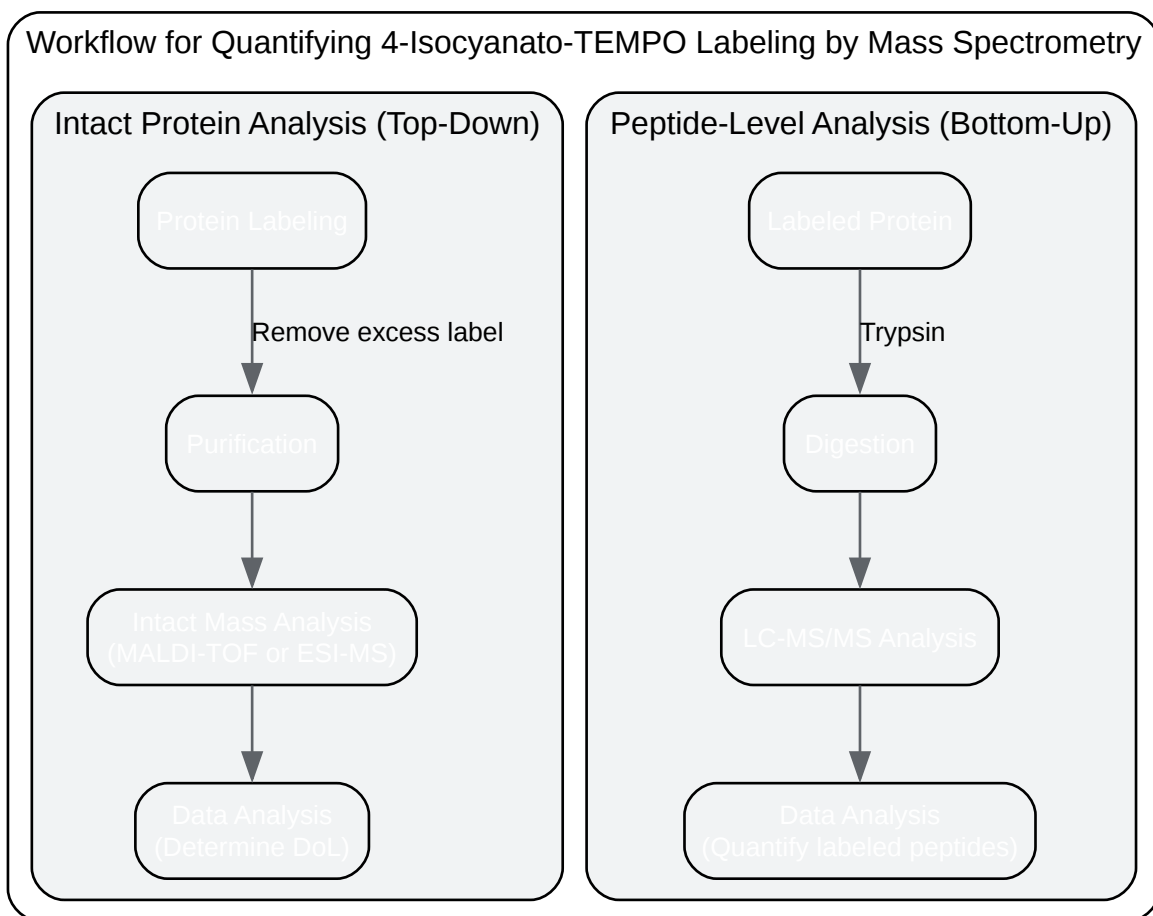 Workflow for Quantifying 4-Isocyanato-TEMPO Labeling by Mass Spectrometry
Intact Protein Analysis (Top-Down)
Protein Labeling
Remove excess label
Purification
Intact Mass Analysis
(MALDI-TOF or ESI-MS)
Data Analysis
(Determine DoL)
Peptide-Level Analysis (Bottom-Up)
Labeled Protein
Trypsin
Digestion
LC-MS/MS Analysis
Data Analysis
(Quantify labeled peptides)